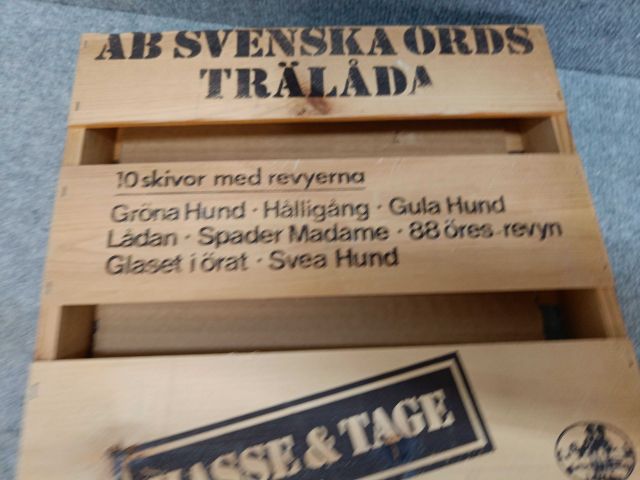 AB SVENSKA ORDS
TRÄLÅDA
10 skivor med revyerna
Gröna Hund · Hålligång · Gula Hund
Lådan · Spader Madame · 88 öres-revyn
Glaset i örat · Svea Hund
HASSE & TAGE